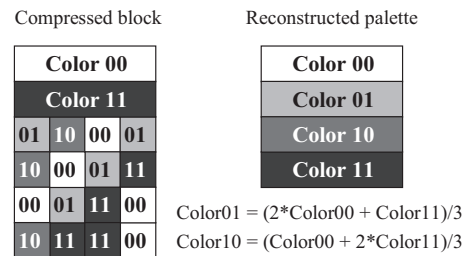 Compressed block
Reconstructed palette
Color 00
Color 11
01 10 00 01
10 00 01 11
00 01 11 00
10 11 11 00
Color 00
Color 01
Color 10
Color 11
Color01 = (2*Color00 + Color11)/3
Color10 = (Color00 + 2*Color11)/3